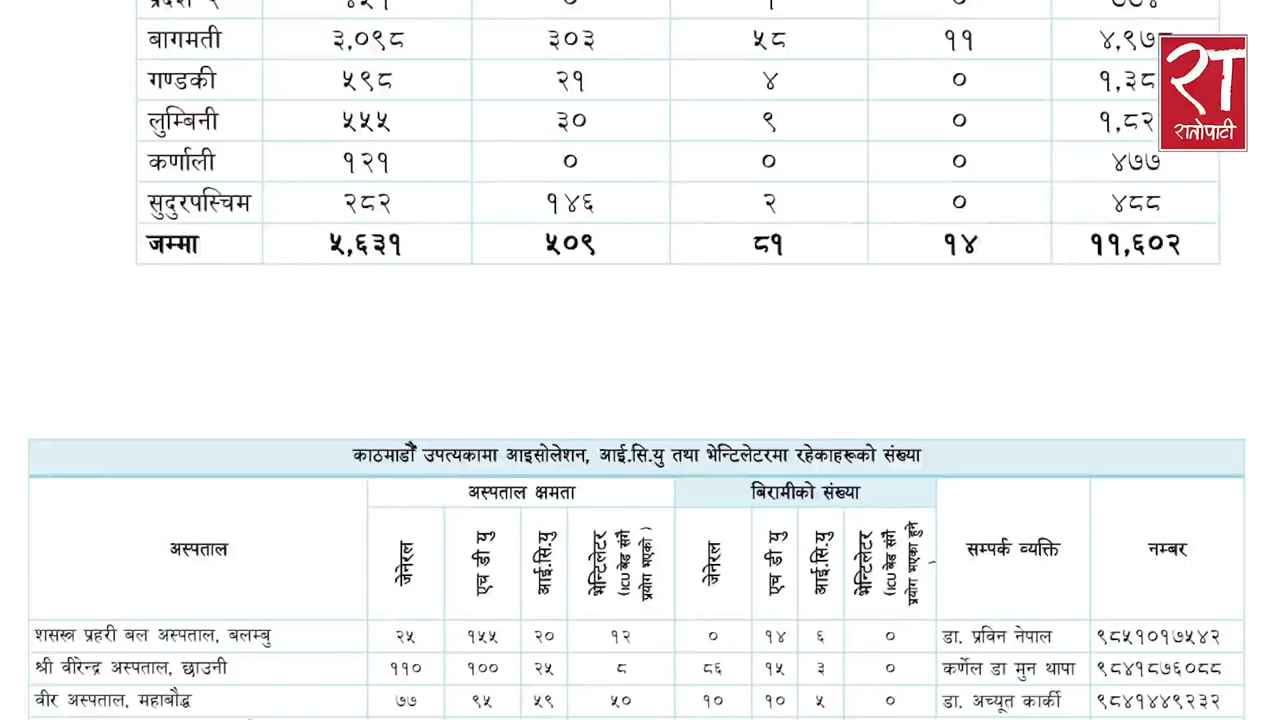 बागमती ३,०९८ ३०३ ५८ ११
गण्डकी ५९८ २१ ४ ०
लुम्बिनी ५५५ ३० ९ ०
कर्णाली १२१ ० ० ० ४७७
सुदुरपस्चिम २८२ १४६ २ ० ४८८
जम्मा ५,६३१ ५०९ ८१ १४ ११,६०२
रा
रातोपाटी
काठमाडौं उपत्यकामा आइसोलेशन, आई.सि.यु तथा भेन्टिलेटरमा रहेकाहरूको संख्या
अस्पताल क्षमता बिरामीको संख्या
अस्पताल जेनेरल एच डी यु आई.सि.यु भेन्टिलेटर (ICU बेड संगै प्रयोग भएको) जेनेरल एच डी यु आई.सि.यु भेन्टिलेटर (ICU बेड संगै प्रयोग भएका हुने) सम्पर्क व्यक्ति नम्बर
शसस्त्र प्रहरी बल अस्पताल, बलम्बु २५ १५५ २० १२ ० १४ ६ ० डा. प्रविन नेपाल ९८५१०१७५४२
श्री वीरेन्द्र अस्पताल, छाउनी ११० १०० २५ ८ ८६ १५ ३ ० कर्णेल डा मुन थापा ९८४१८७६०८८
वीर अस्पताल, महाबौद्ध ७७ ९५ ५९ ५० १० १० ५ ० डा. अच्यूत कार्की ९८४१४४९२३२